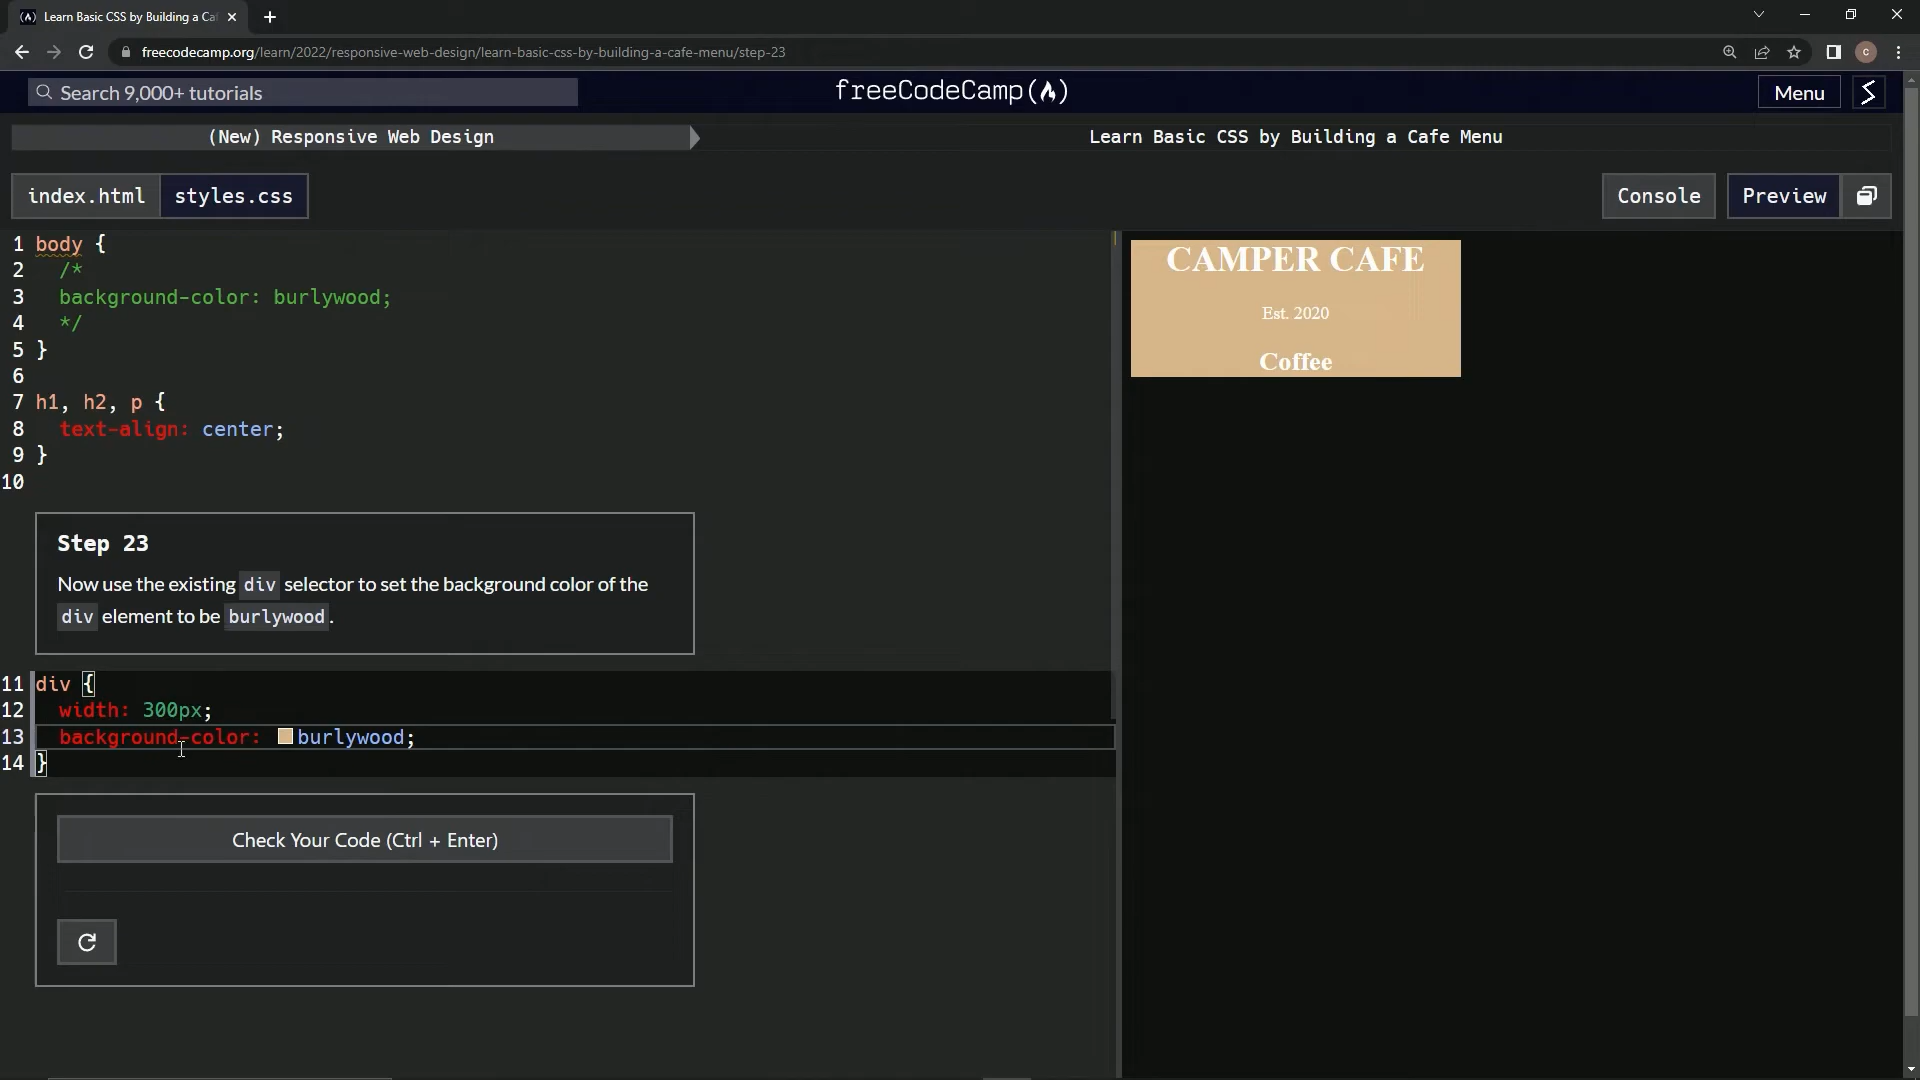 Learn Basic CSS by Building a Caf
freecodecamp.org/learn/2022/responsive-web-design/learn-basic-css-by-building-a-cafe-menu/step-23
c
Search 9,000+ tutorials
freeCodeCamp
Menu
(New) Responsive Web Design
Learn Basic CSS by Building a Cafe Menu
index.html
styles.css
Console
Preview
1 body {
2 /*
3 background-color: burlywood;
4 */
5 }
6
7 h1, h2, p {
8 text-align: center;
9 }
10
Step 23
Now use the existing div selector to set the background color of the
div element to be burlywood.
11 div {
12 width: 300px;
13 background-color: burlywood;
14 }
Check Your Code (Ctrl + Enter)
CAMPER CAFE
Est. 2020
Coffee